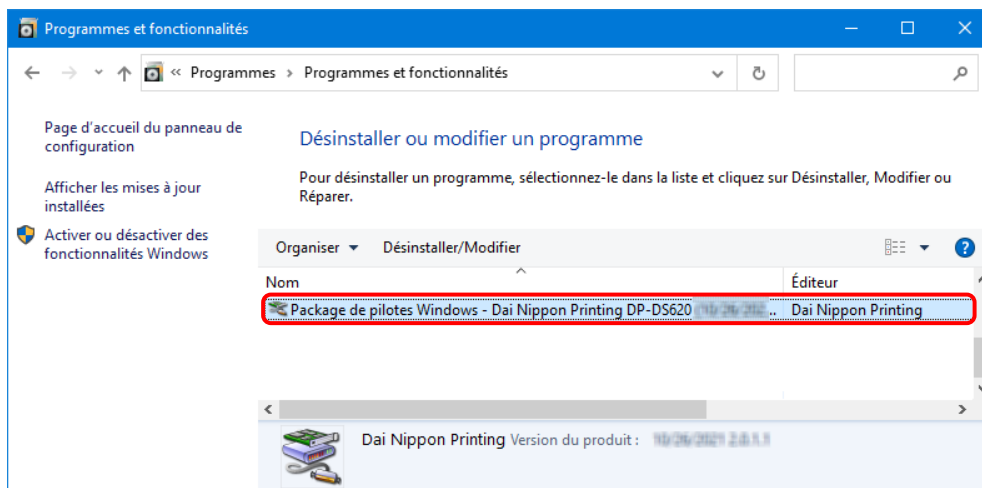 Programmes et fonctionnalités
« Programmes › Programmes et fonctionnalités
Page d'accueil du panneau de
configuration
Afficher les mises à jour
installées
Activer ou désactiver des
fonctionnalités Windows
Désinstaller ou modifier un programme
Pour désinstaller un programme, sélectionnez-le dans la liste et cliquez sur Désinstaller, Modifier ou
Réparer.
Organiser Désinstaller/Modifier
Nom Éditeur
Package de pilotes Windows - Dai Nippon Printing DP-DS620 .. Dai Nippon Printing
Dai Nippon Printing Version du produit :